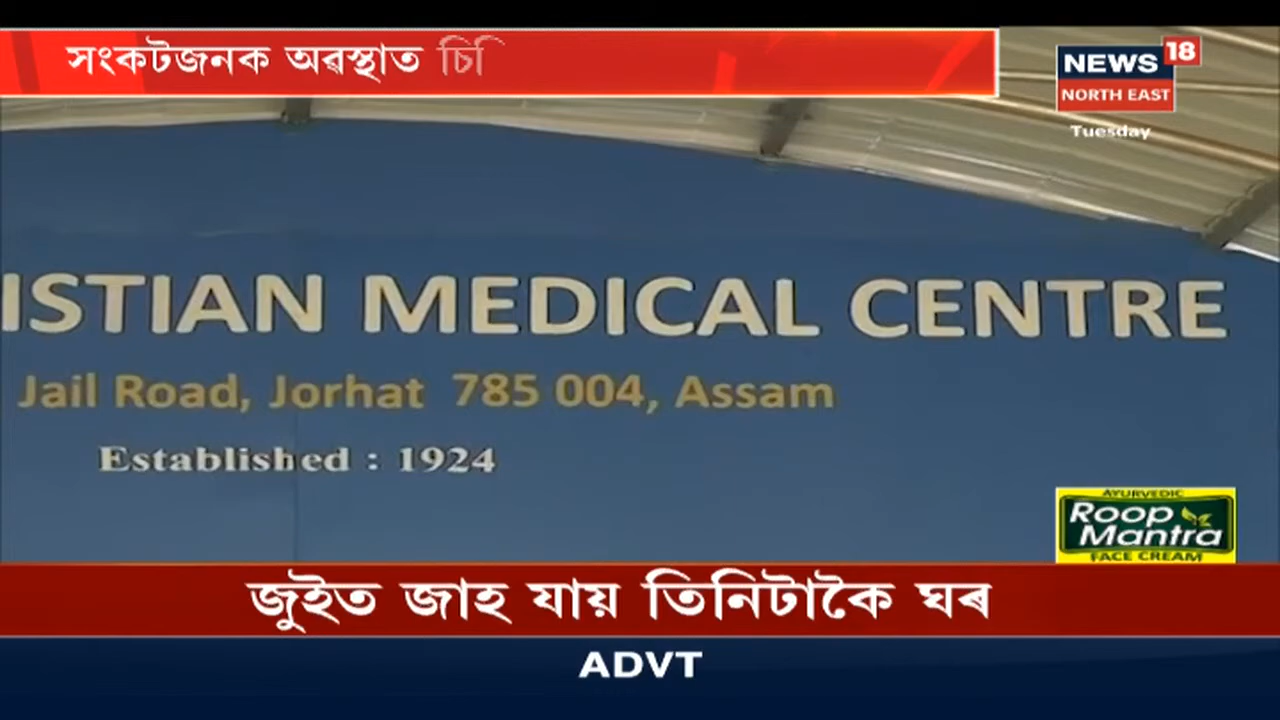 সংকটজনক অৱস্থাত
NEWS 18
NORTH EAST
Tuesday
ISTIAN MEDICAL CENTRE
Jail Road, Jorhat 785 004, Assam
Established : 1924
AYURVEDIC
Roop
Mantra
FACE CREAM
জুইত জাহ যায় তিনিটাকৈ ঘৰ
ADVT